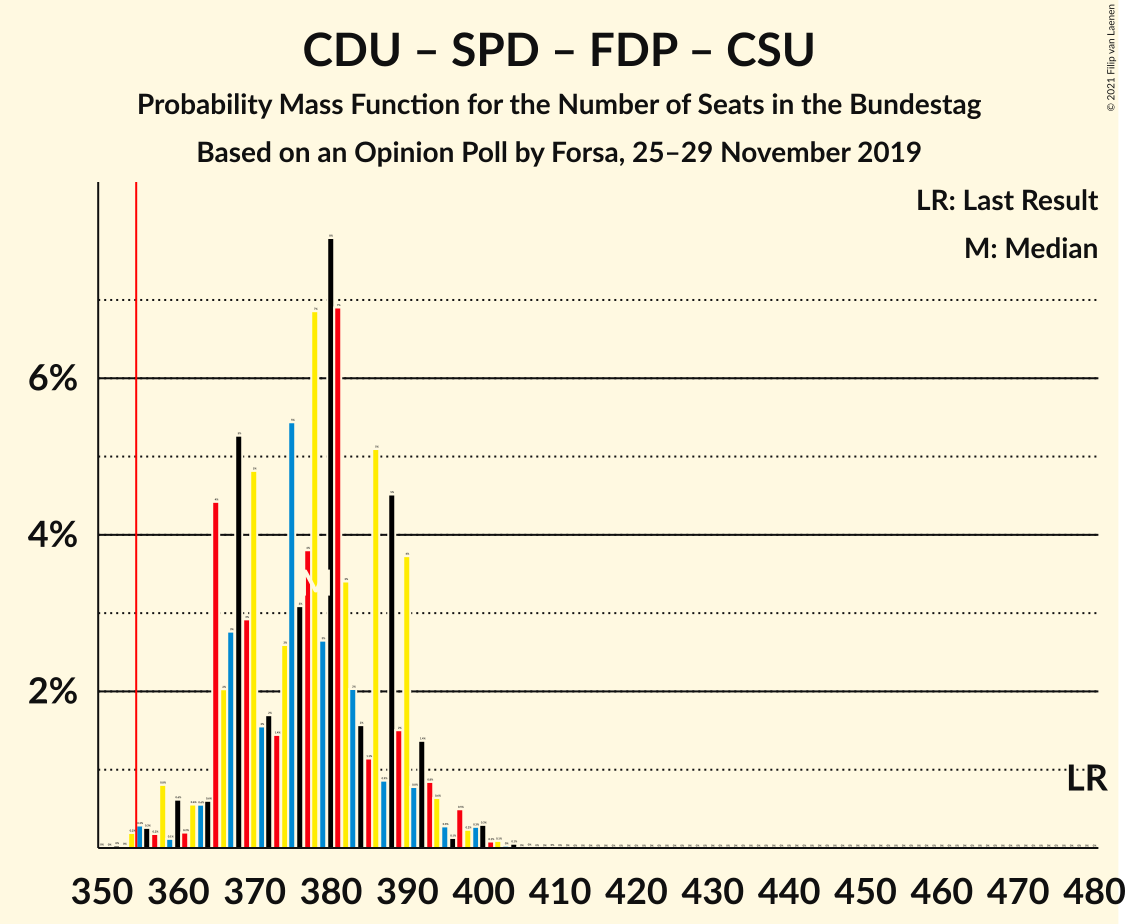 CDU – SPD – FDP – CSU
Probability Mass Function for the Number of Seats in the Bundestag
Based on an Opinion Poll by Forsa, 25–29 November 2019
© 2021 Filip van Laenen
LR: Last Result
M: Median
6%
4%
2%
LR
350 360 370 380 390 400 410 420 430 440 450 460 470 480